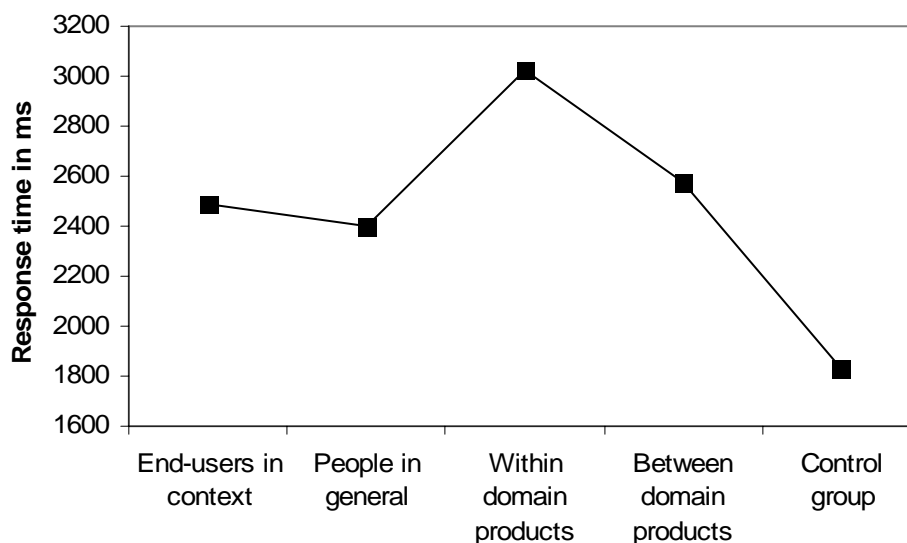 3200
3000
2800
2600
2400
2200
2000
1800
1600
Response time in ms
End-users in
context
People in
general
Within
domain
products
Between
domain
products
Control
group